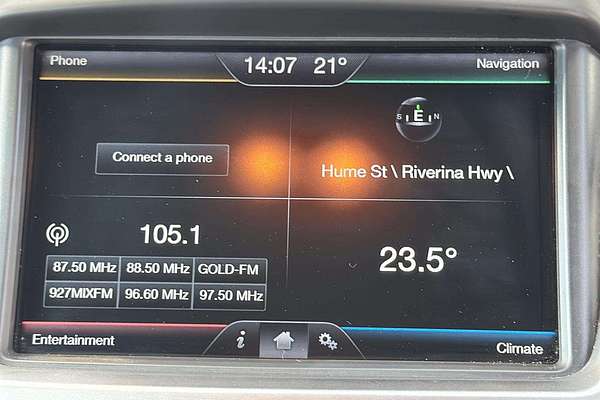 Phone
14:07 21°
Navigation
S E N
Connect a phone
Hume St \ Riverina Hwy \
105.1
87.50 MHz 88.50 MHz GOLD-FM
927MIXFM 96.60 MHz 97.50 MHz
23.5°
Entertainment
i
Climate